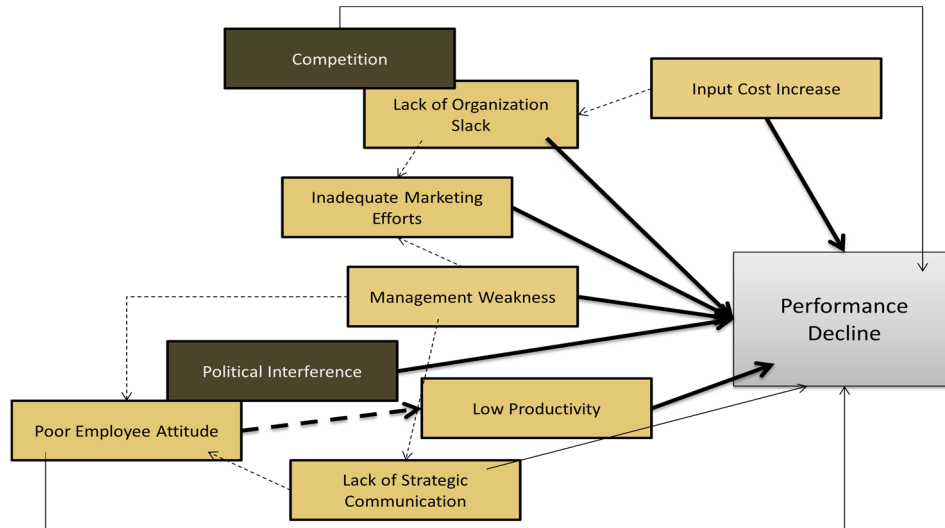 Competition
Input Cost Increase
Lack of Organization
Slack
Inadequate Marketing
Efforts
Management Weakness
Performance
Decline
Political Interference
Low Productivity
Poor Employee Attitude
Lack of Strategic
Communication